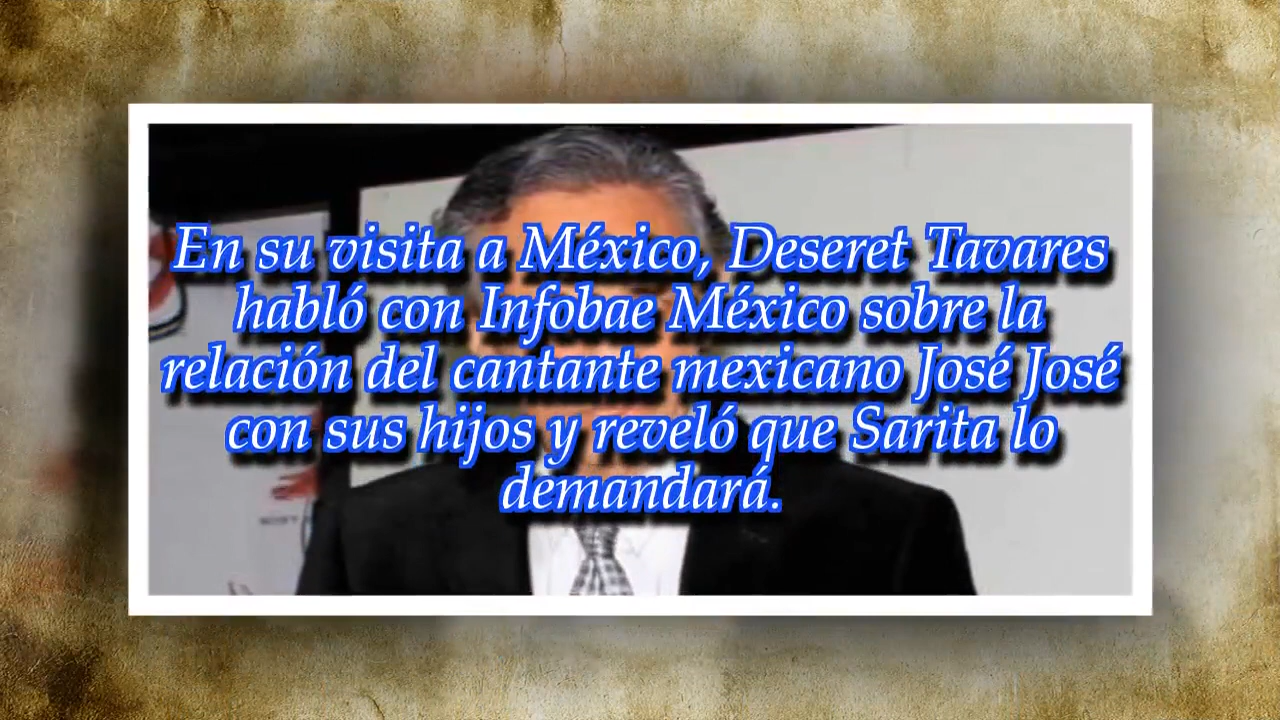 En su visita a México, Deseret Tavares
habló con Infobae México sobre la
relación del cantante mexicano José José
con sus hijos y reveló que Sarita lo
demandará.